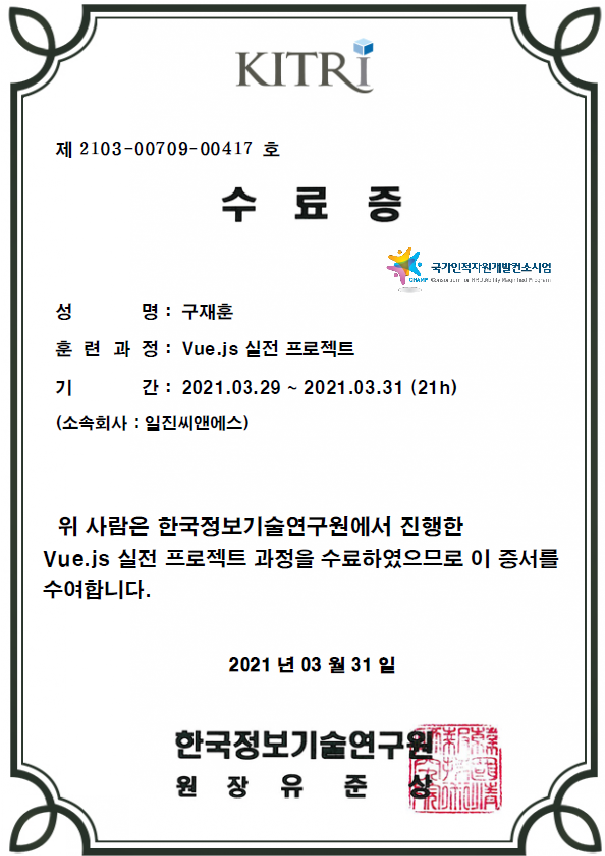 KITRI
제 2103-00709-00417 호
수 료 증
국가인적자원개발컨소시엄
CHAMP
성 명 : 구재훈
훈 련 과 정 : Vue.js 실전 프로젝트
기 간 : 2021.03.29 ~ 2021.03.31 (21h)
(소속회사 : 일진씨앤에스)
위 사람은 한국정보기술연구원에서 진행한
Vue.js 실전 프로젝트 과정을 수료하였으므로 이 증서를
수여합니다.
2021 년 03 월 31 일
한국정보기술연구원
원 장 유 준 상